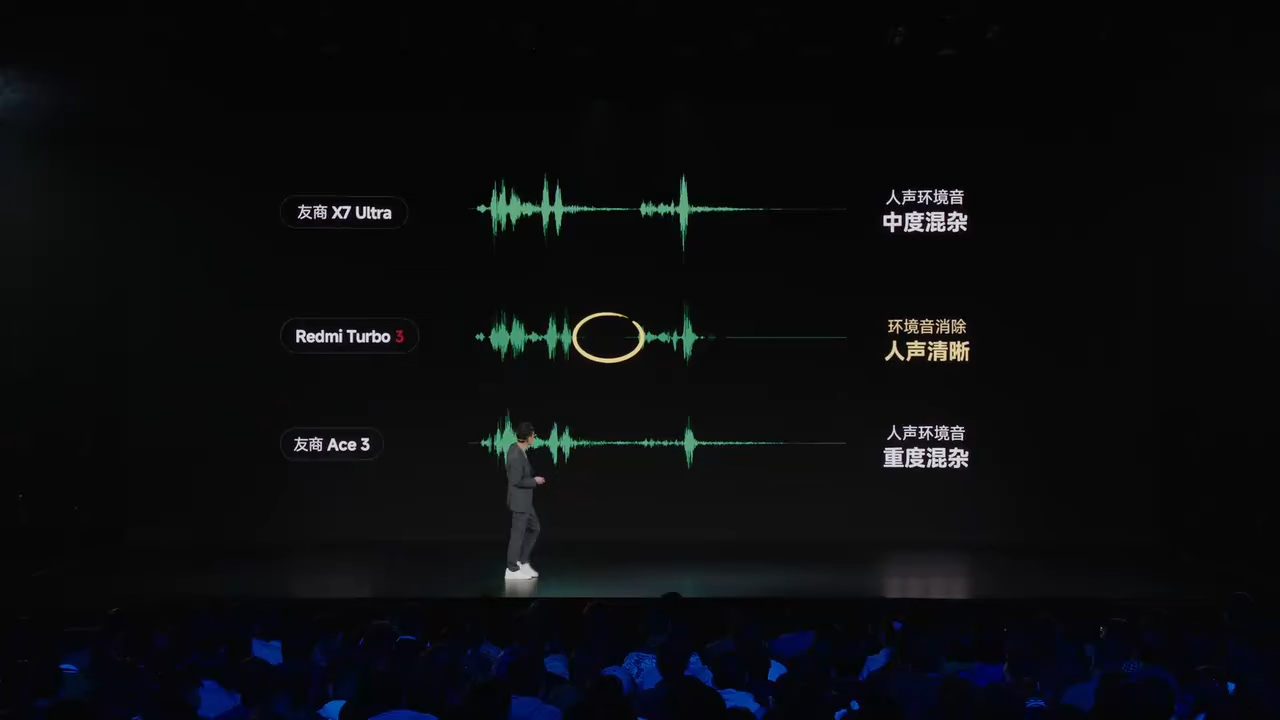 友商 X7 Ultra
人声环境音
中度混杂
Redmi Turbo 3
环境音消除
人声清晰
友商 Ace 3
人声环境音
重度混杂